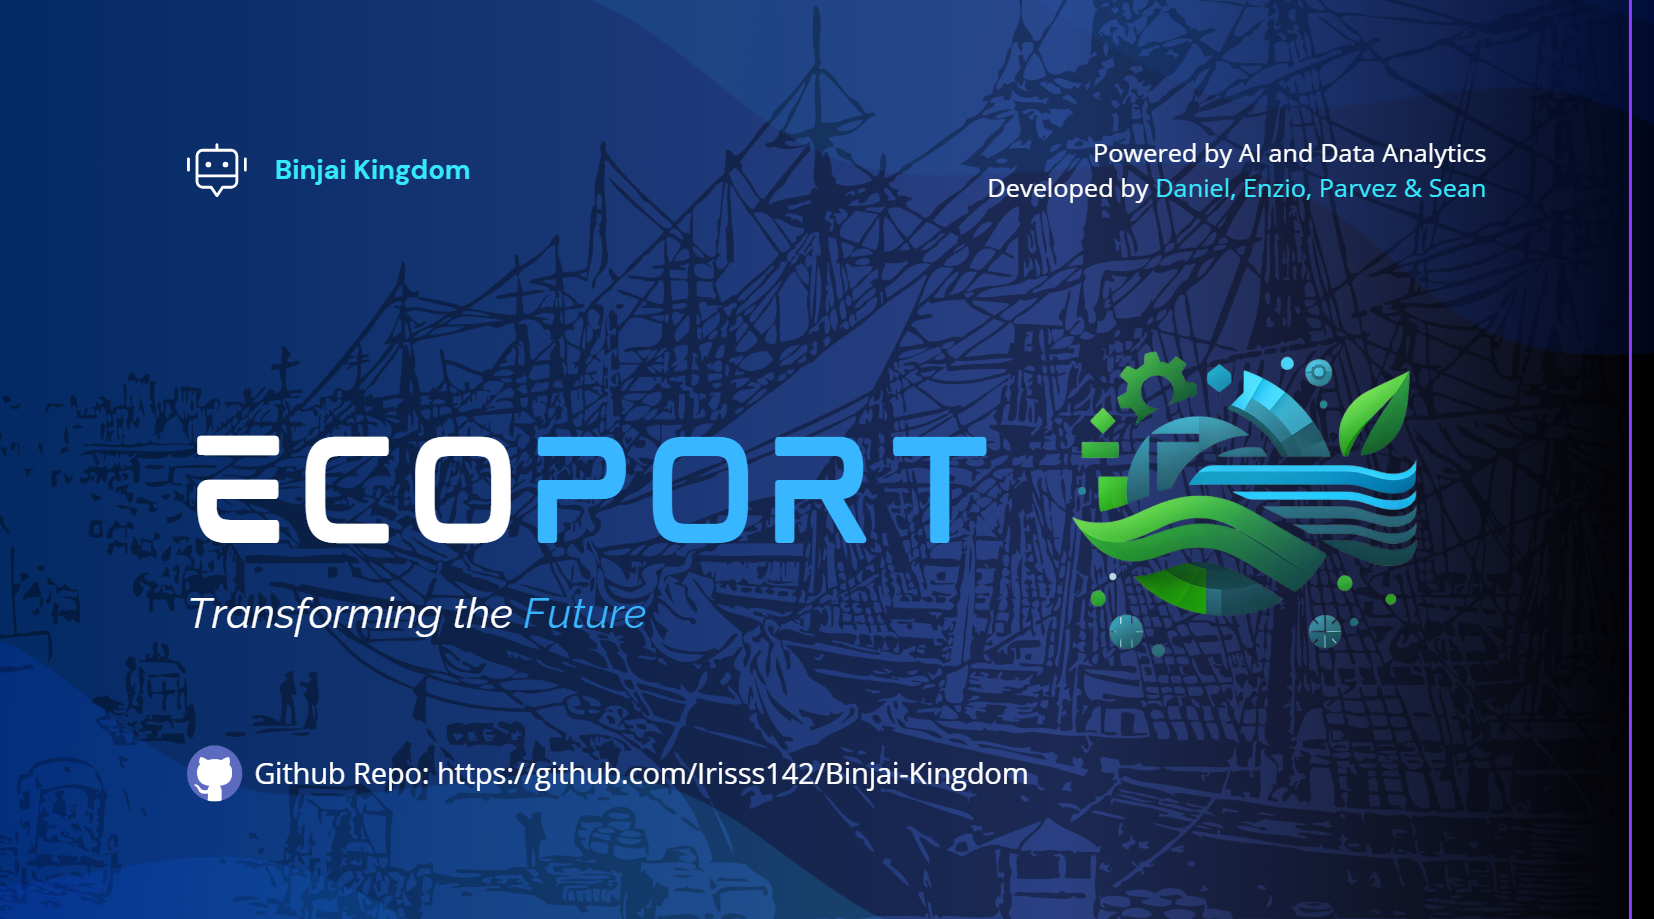 Binjai Kingdom
Powered by AI and Data Analytics
Developed by Daniel, Enzio, Parvez & Sean
ECOPORT
Transforming the Future
Github Repo: https://github.com/Irisss142/Binjai-Kingdom